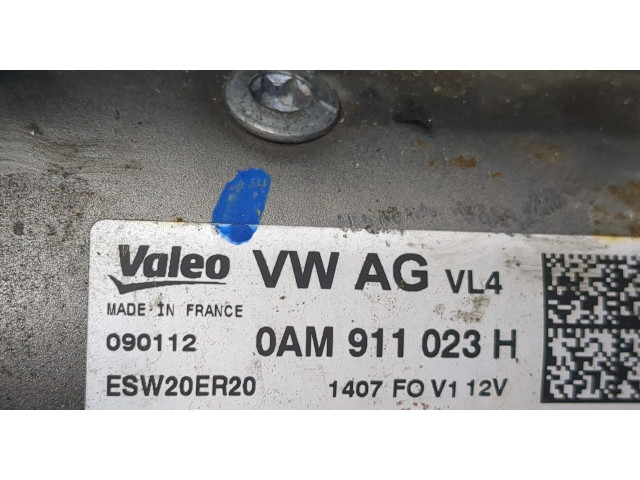 Valeo VW AG VL4
MADE IN FRANCE
090112 0AM 911 023 H
ESW20ER20 1407 FO V1 12V